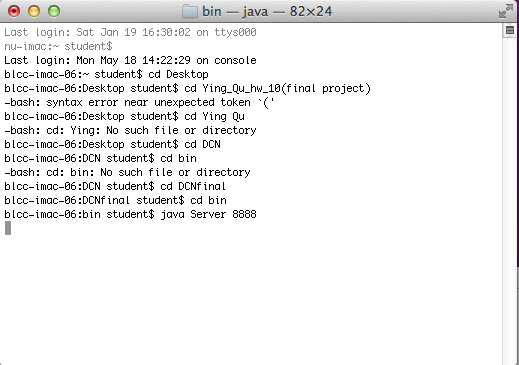 bin — java — 82×24
Last login: Sat Jan 19 16:30:02 on ttys000
nu-imac:~ student$
Last login: Mon May 18 14:22:29 on console
blcc-imac-06:~ student$ cd Desktop
blcc-imac-06:Desktop student$ cd Ying_Qu_hw_10(final project)
-bash: syntax error near unexpected token `('
blcc-imac-06:Desktop student$ cd Ying Qu
-bash: cd: Ying: No such file or directory
blcc-imac-06:Desktop student$ cd DCN
blcc-imac-06:DCN student$ cd bin
-bash: cd: bin: No such file or directory
blcc-imac-06:DCN student$ cd DCNfinal
blcc-imac-06:DCNfinal student$ cd bin
blcc-imac-06:bin student$ java Server 8888